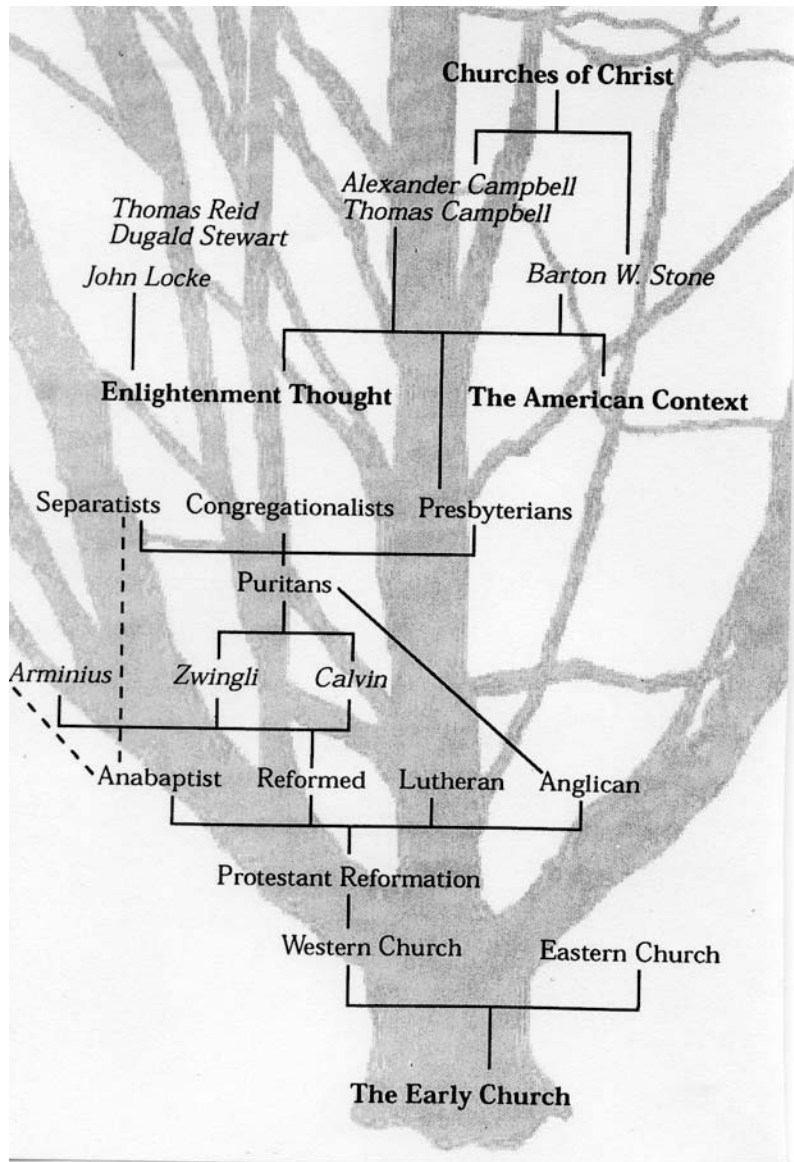 Churches of Christ
Alexander Campbell
Thomas Campbell
Thomas Reid
Dugald Stewart
John Locke
Barton W. Stone
Enlightenment Thought
The American Context
Separatists
Congregationalists
Presbyterians
Puritans
Arminius
Zwingli
Calvin
Anabaptist
Reformed
Lutheran
Anglican
Protestant Reformation
Western Church
Eastern Church
The Early Church